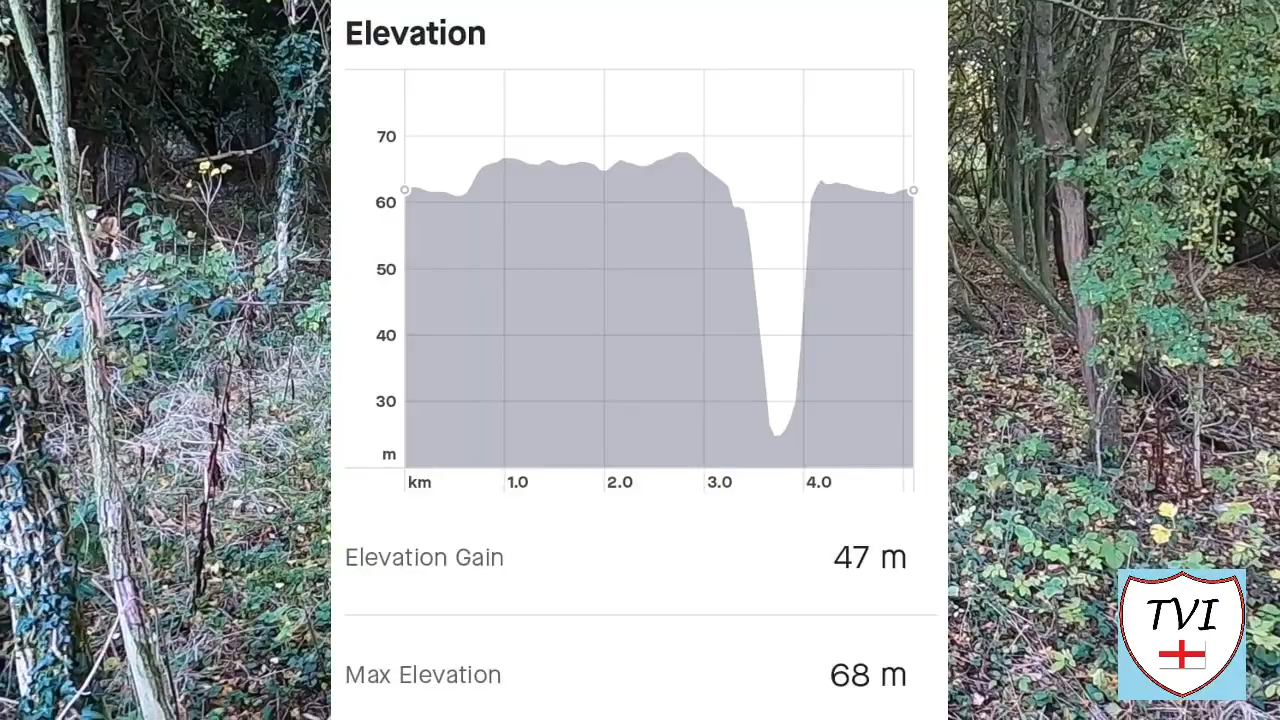 Elevation
70
60
50
40
30
m
km 1.0 2.0 3.0 4.0
Elevation Gain 47 m
Max Elevation 68 m
TVI